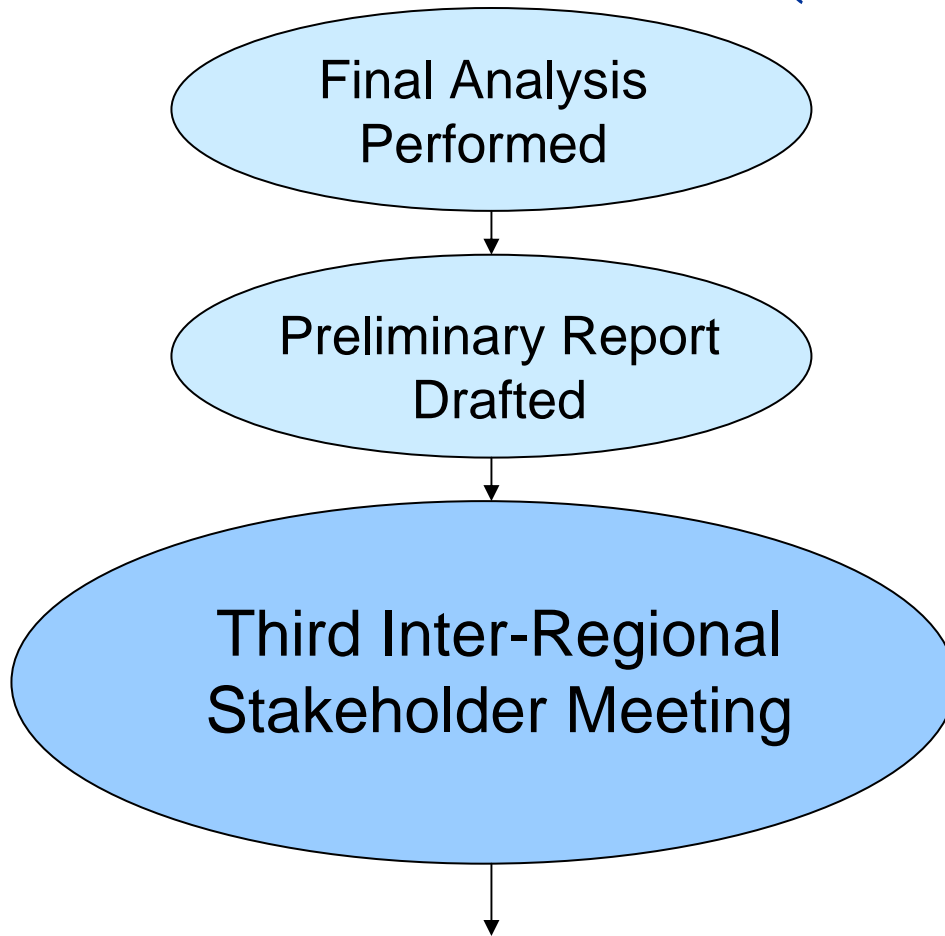 Final Analysis
Performed
Preliminary Report
Drafted
Third Inter-Regional
Stakeholder Meeting